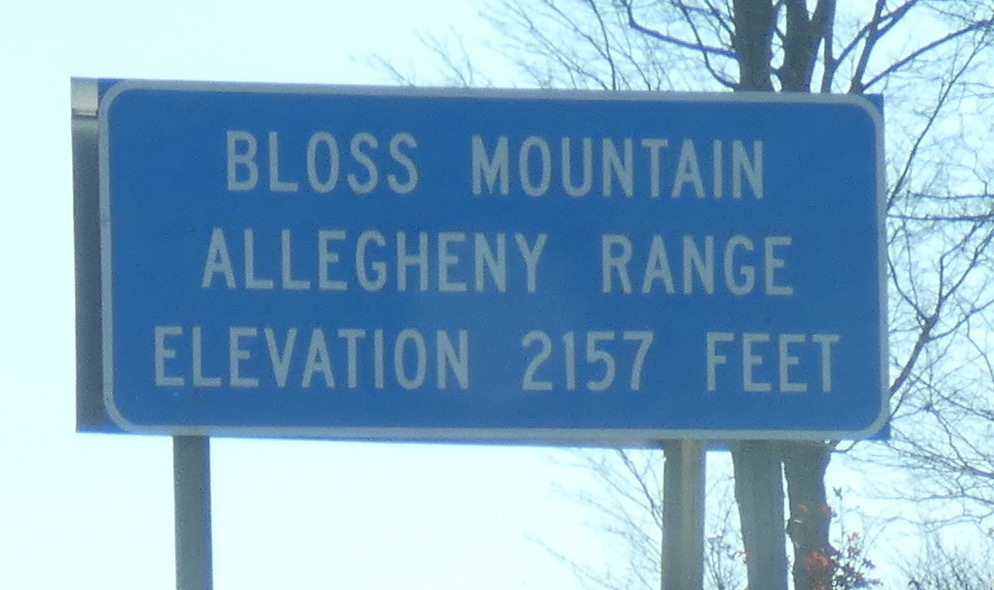 BLOSS MOUNTAIN
ALLEGHENY RANGE
ELEVATION 2157 FEET